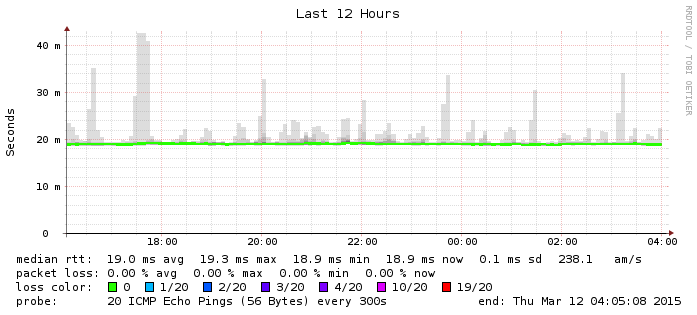 Last 12 Hours
RRDTOOL / TOBI OETIKER
Seconds
40 m
30 m
20 m
10 m
0
18:00 20:00 22:00 00:00 02:00 04:00
median rtt: 19.0 ms avg 19.3 ms max 18.9 ms min 18.9 ms now 0.1 ms sd 238.1 am/s
packet loss: 0.00 % avg 0.00 % max 0.00 % min 0.00 % now
loss color: 0 1/20 2/20 3/20 4/20 10/20 19/20
probe: 20 ICMP Echo Pings (56 Bytes) every 300s end: Thu Mar 12 04:05:08 2015